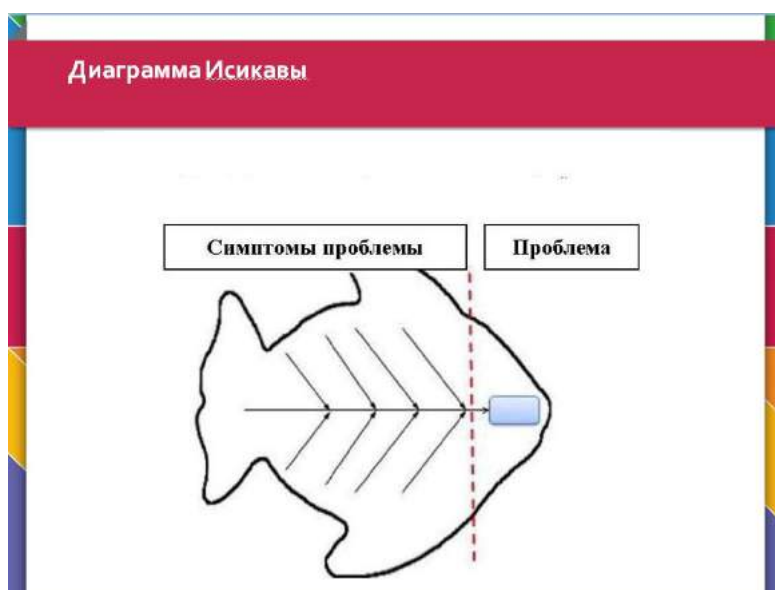 Диаграмма Исикавы
Симптомы проблемы
Проблема